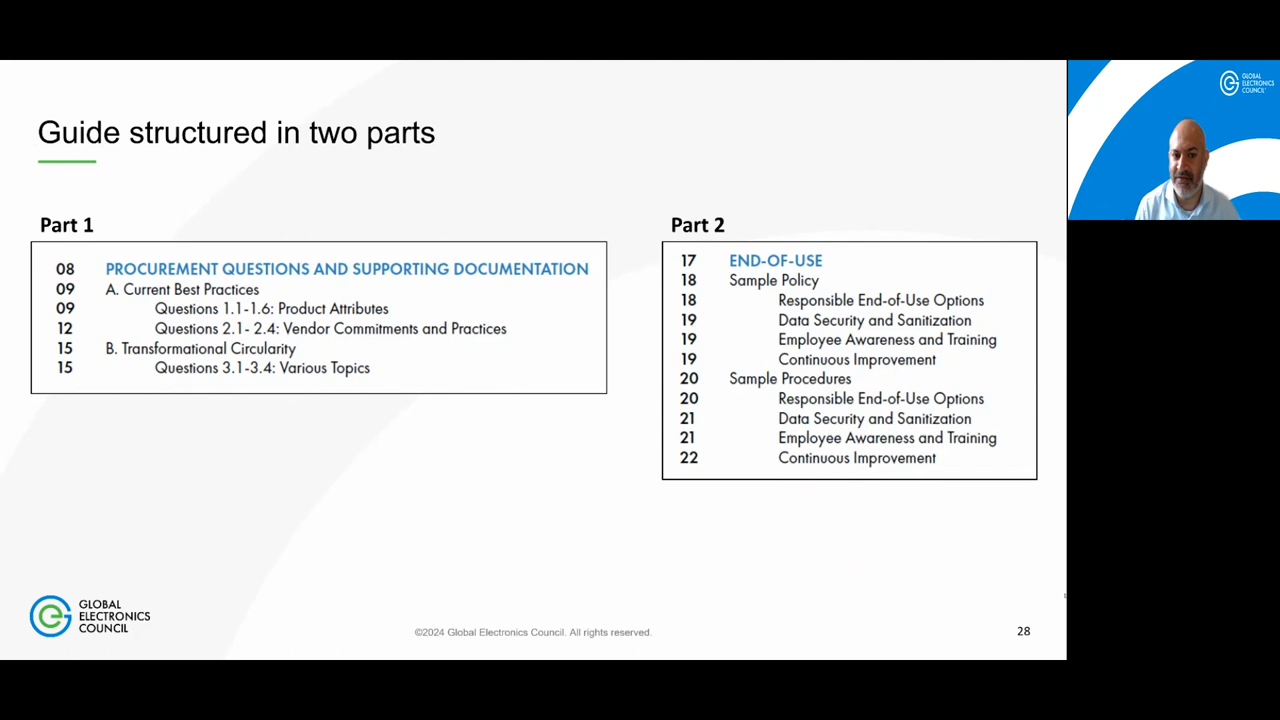 Guide structured in two parts
Part 1
08 PROCUREMENT QUESTIONS AND SUPPORTING DOCUMENTATION
09 A. Current Best Practices
09 Questions 1.1-1.6: Product Attributes
12 Questions 2.1- 2.4: Vendor Commitments and Practices
15 B. Transformational Circularity
15 Questions 3.1-3.4: Various Topics
Part 2
17 END-OF-USE
18 Sample Policy
18 Responsible End-of-Use Options
19 Data Security and Sanitization
19 Employee Awareness and Training
19 Continuous Improvement
20 Sample Procedures
20 Responsible End-of-Use Options
21 Data Security and Sanitization
21 Employee Awareness and Training
22 Continuous Improvement
GLOBAL
ELECTRONICS
COUNCIL
©2024 Global Electronics Council. All rights reserved.
28
GLOBAL
ELECTRONICS
COUNCIL